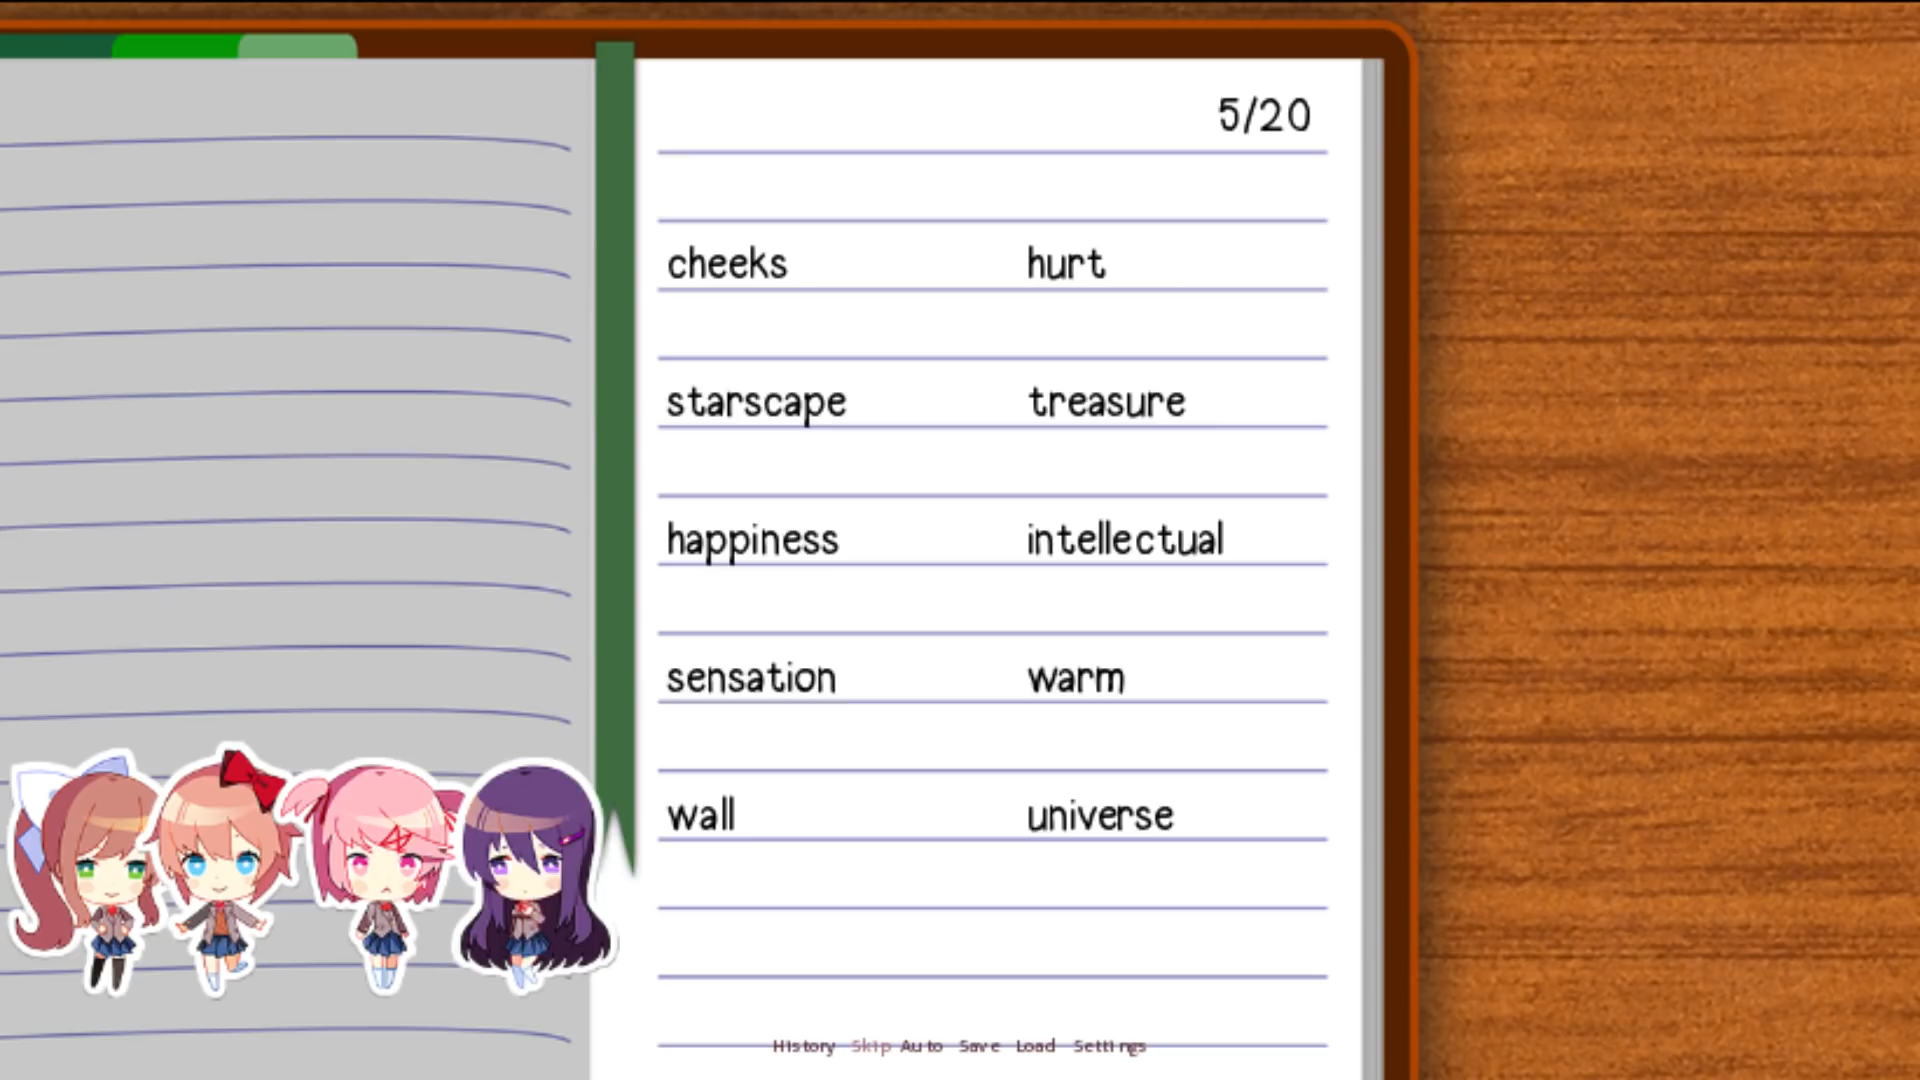 5/20
cheeks hurt
starscape treasure
happiness intellectual
sensation warm
wall universe
History Skip Auto Save Load Settings